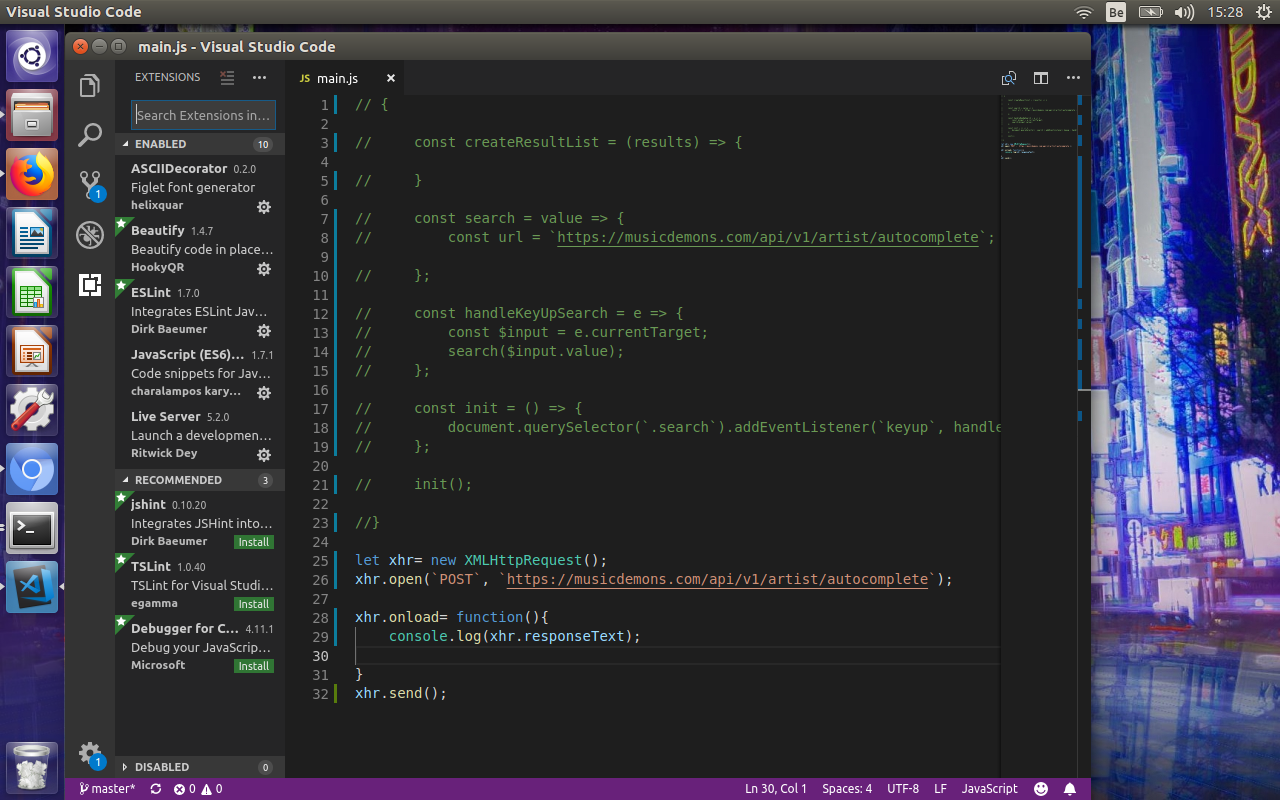 Visual Studio Code
Be
15:28
main.js - Visual Studio Code
EXTENSIONS
Search Extensions in…
ENABLED 10
ASCIIDecorator 0.2.0
Figlet font generator
helixquar
Beautify 1.4.7
Beautify code in place…
HookyQR
ESLint 1.7.0
Integrates ESLint Jav…
Dirk Baeumer
JavaScript (ES6)… 1.7.1
Code snippets for Jav…
charalampos kary…
Live Server 5.2.0
Launch a developmen…
Ritwick Dey
RECOMMENDED 3
jshint 0.10.20
Integrates JSHint into…
Dirk Baeumer Install
TSLint 1.0.40
TSLint for Visual Studi…
egamma Install
Debugger for C… 4.11.1
Debug your JavaScrip…
Microsoft Install
DISABLED 0
1
1
JS main.js ×
1 // {
2
3 //     const createResultList = (results) => {
4
5 //     }
6
7 //     const search = value => {
8 //         const url = `https://musicdemons.com/api/v1/artist/autocomplete`;
9
10 //     };
11
12 //     const handleKeyUpSearch = e => {
13 //         const $input = e.currentTarget;
14 //         search($input.value);
15 //     };
16
17 //     const init = () => {
18 //         document.querySelector(`.search`).addEventListener(`keyup`, handle
19 //     };
20
21 //     init();
22
23 //}
24
25 let xhr= new XMLHttpRequest();
26 xhr.open(`POST`, `https://musicdemons.com/api/v1/artist/autocomplete`);
27
28 xhr.onload= function(){
29     console.log(xhr.responseText);
30
31 }
32 xhr.send();
master* 0 0
Ln 30, Col 1 Spaces: 4 UTF-8 LF JavaScript